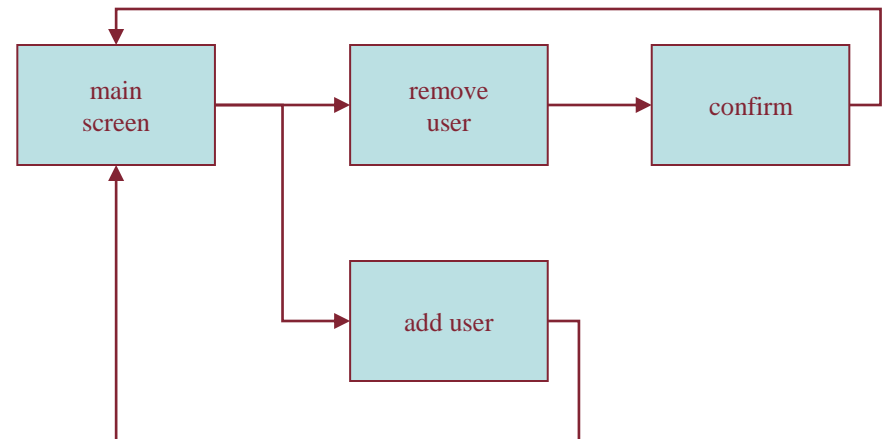 main
screen
remove
user
confirm
add user